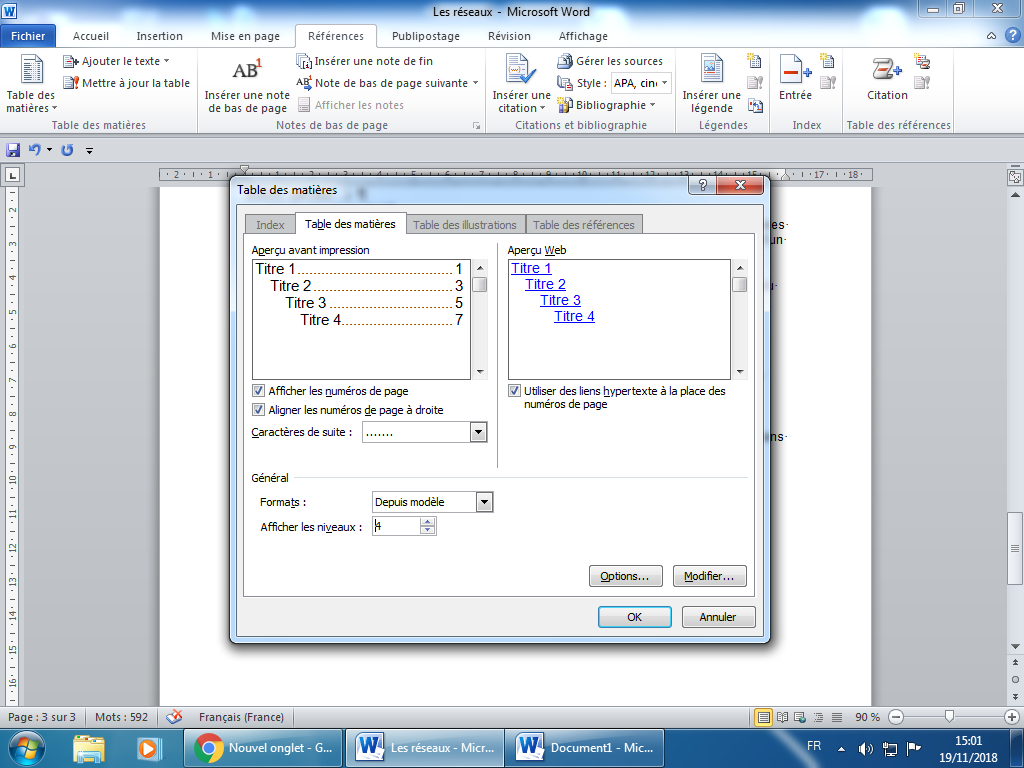 Les réseaux - Microsoft Word
Fichier Accueil Insertion Mise en page Références Publipostage Révision Affichage
Table des matières
Ajouter le texte
Mettre à jour la table
Table des matières
AB1
Insérer une note de bas de page
Insérer une note de fin
AB1 Note de bas de page suivante
Afficher les notes
Notes de bas de page
Insérer une citation
Gérer les sources
Style : APA, cin
Bibliographie
Citations et bibliographie
Insérer une légende
Légendes
Entrée
Index
Citation
Table des références
Table des matières
Index Table des matières Table des illustrations Table des références
Aperçu avant impression
Titre 1........................................ 1
Titre 2.................................... 3
Titre 3................................ 5
Titre 4............................ 7
Afficher les numéros de page
Aligner les numéros de page à droite
Caractères de suite : .......
Aperçu Web
Titre 1
Titre 2
Titre 3
Titre 4
Utiliser des liens hypertexte à la place des
numéros de page
Général
Formats : Depuis modèle
Afficher les niveaux : 4
Options... Modifier...
OK Annuler
Page : 3 sur 3 Mots : 592 Français (France) 90 %
Nouvel onglet - G... Les réseaux - Micr... Document1 - Mic... FR 15:01
19/11/2018